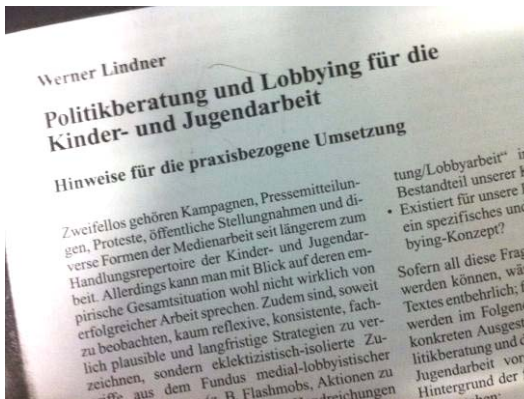 Werner Lindner
Politikberatung und Lobbying für die
Kinder- und Jugendarbeit
Hinweise für die praxisbezogene Umsetzung
Zweifellos gehören Kampagnen, Pressemitteilun-
gen, Proteste, öffentliche Stellungnahmen und di-
verse Formen der Medienarbeit seit längerem zum
Handlungsrepertoire der Kinder- und Jugendar-
beit. Allerdings kann man mit Blick auf deren em-
pirische Gesamtsituation wohl nicht wirklich von
erfolgreicher Arbeit sprechen. Zudem sind, soweit
zu beobachten, kaum reflexive, konsistente, fach-
lich plausible und langfristige Strategien zu ver-
zeichnen, sondern eklektizistisch-isolierte Zu-
griffe aus dem Fundus medial-lobbyistischer
B. Flashmobs, Aktionen zu
tung/Lobbyarbeit“
Bestandteil unserer
• Existiert für unsere
ein spezifisches und
bying-Konzept?
Sofern all diese
werden können,
Textes entbehrlich;
werden im Folgen
konkreten Ausges
litikberatung und
Jugendarbeit vor
Hintergrund der